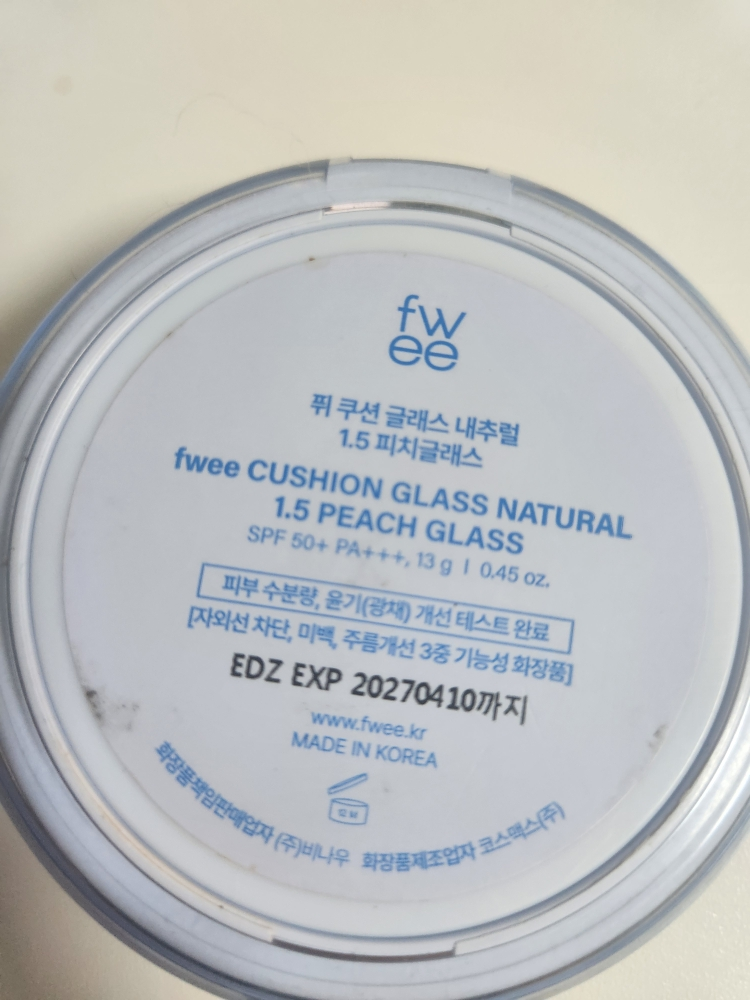 fw
ee
퓌 쿠션 글래스 내추럴
1.5 피치글래스
fwee CUSHION GLASS NATURAL
1.5 PEACH GLASS
SPF 50+ PA+++, 13 g | 0.45 oz.
피부 수분량, 윤기(광채) 개선 테스트 완료
[자외선 차단, 미백, 주름개선 3중 기능성 화장품]
EDZ EXP 20270410까지
www.fwee.kr
MADE IN KOREA
화장품책임판매업자 (주)비나우 화장품제조업자 코스맥스(주)